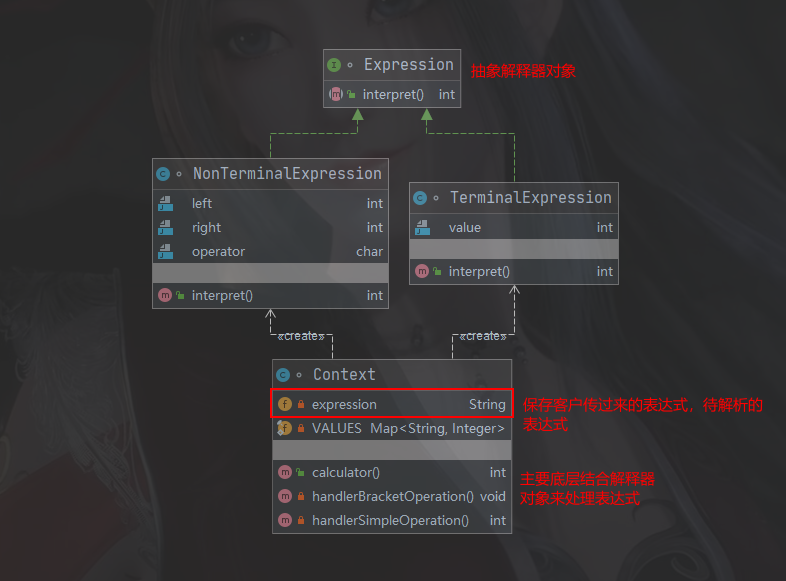 Expression
抽象解释器对象
interpret() int
NonTerminalExpression
left int
right int
operator char
interpret() int
TerminalExpression
value int
interpret() int
«create»
«create»
Context
expression String
保存客户传过来的表达式，待解析的
表达式
VALUES Map<String, Integer>
calculator() int
主要底层结合解释器
对象来处理表达式
handlerBracketOperation() void
handlerSimpleOperation() int